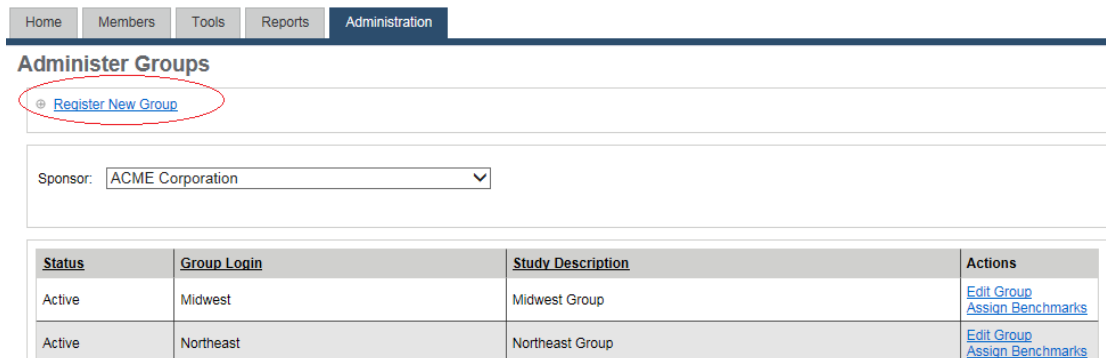 Home Members Tools Reports Administration
Administer Groups
Register New Group
Sponsor: ACME Corporation
Status Group Login Study Description Actions
Active Midwest Midwest Group Edit Group
Assign Benchmarks
Active Northeast Northeast Group Edit Group
Assign Benchmarks